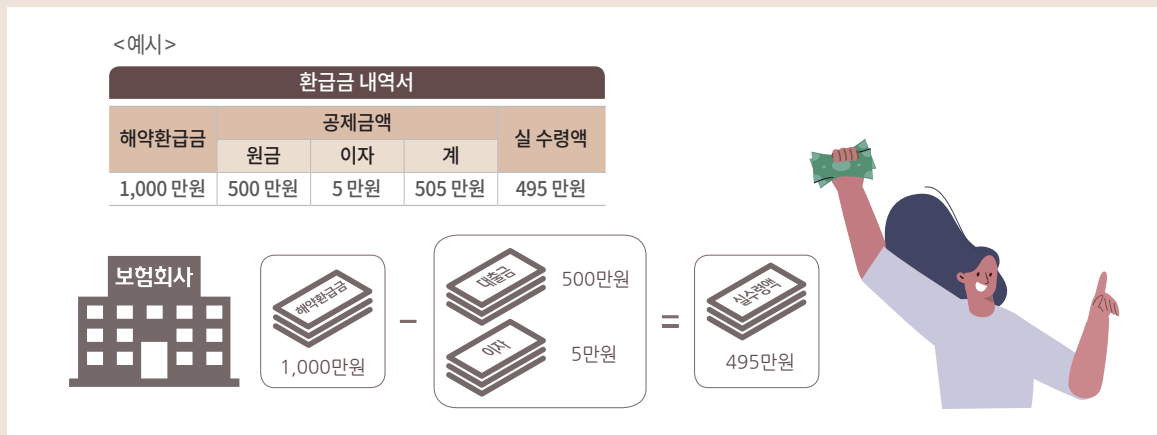 <예시>
환급금 내역서
해약환급금 공제금액 실 수령액
원금 이자 계
1,000 만원 500 만원 5 만원 505 만원 495 만원
보험회사
해약환급금
1,000만원
−
대출금
500만원
이자
5만원
=
실수령액
495만원